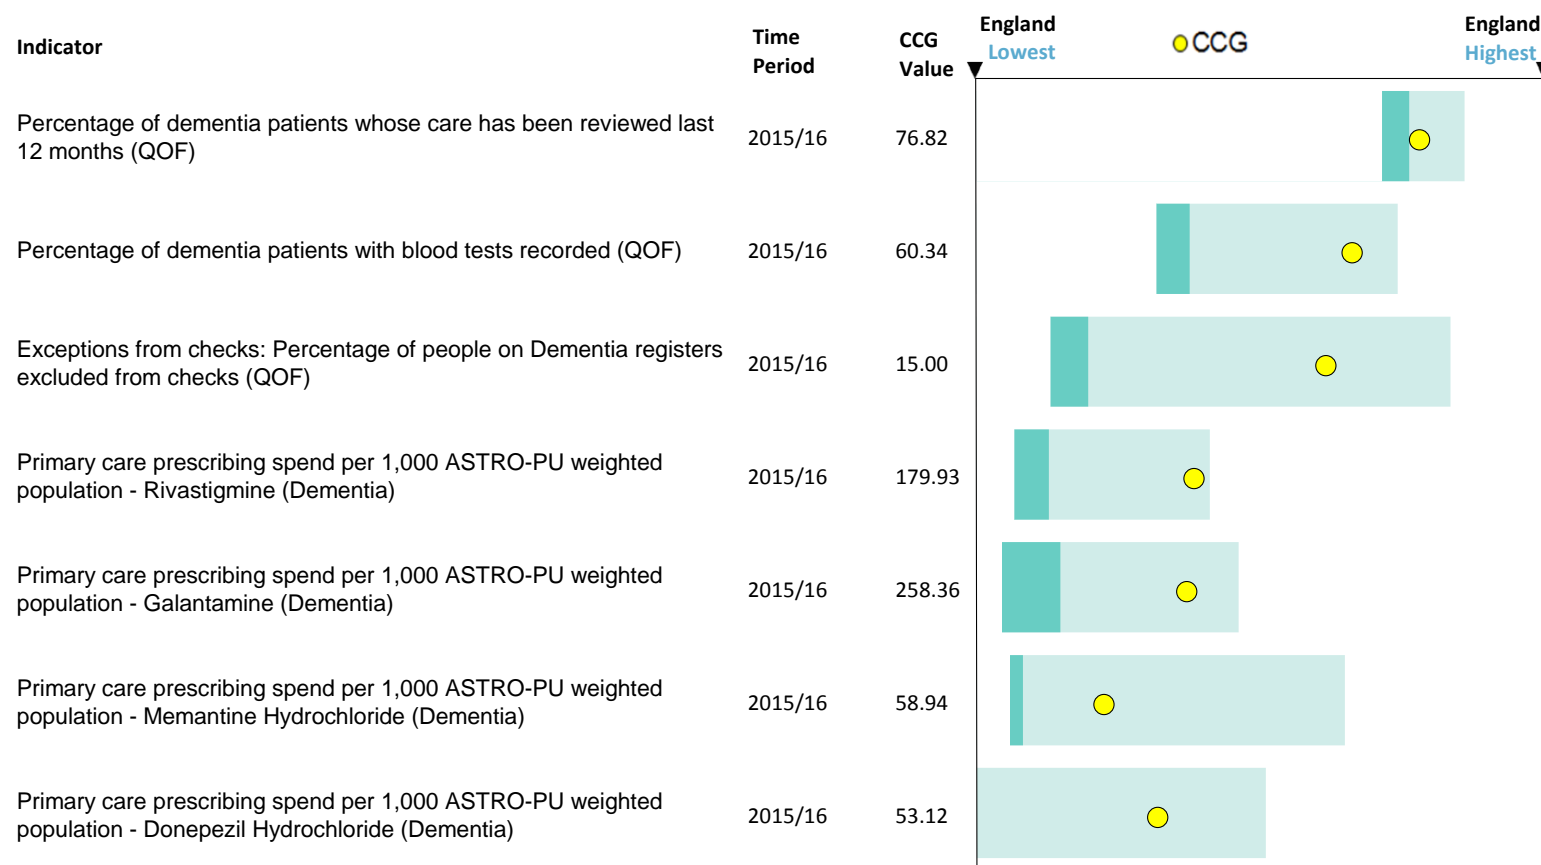 Indicator
Time
Period
CCG
Value
England
Lowest
CCG
England
Highest
Percentage of dementia patients whose care has been reviewed last
12 months (QOF)
2015/16
76.82
Percentage of dementia patients with blood tests recorded (QOF)
2015/16
60.34
Exceptions from checks: Percentage of people on Dementia registers
excluded from checks (QOF)
2015/16
15.00
Primary care prescribing spend per 1,000 ASTRO-PU weighted
population - Rivastigmine (Dementia)
2015/16
179.93
Primary care prescribing spend per 1,000 ASTRO-PU weighted
population - Galantamine (Dementia)
2015/16
258.36
Primary care prescribing spend per 1,000 ASTRO-PU weighted
population - Memantine Hydrochloride (Dementia)
2015/16
58.94
Primary care prescribing spend per 1,000 ASTRO-PU weighted
population - Donepezil Hydrochloride (Dementia)
2015/16
53.12